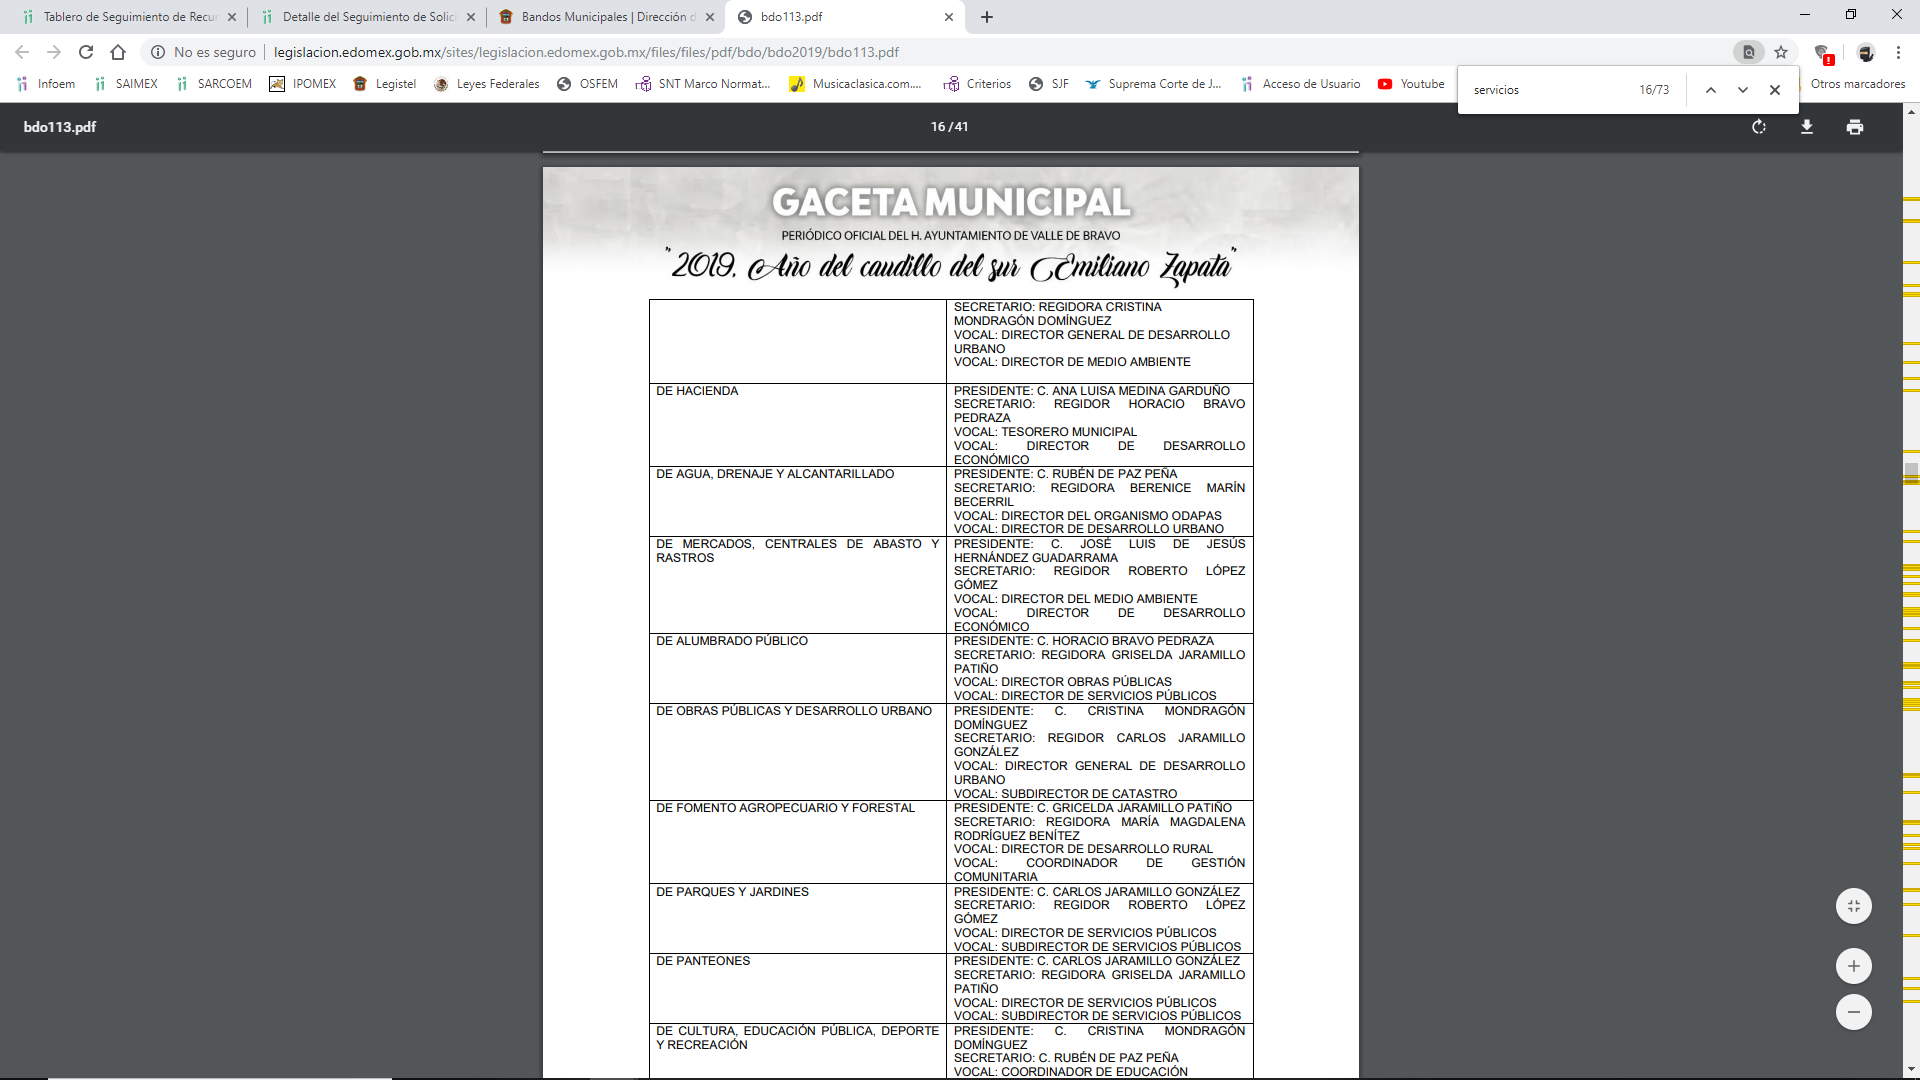 Tablero de Seguimiento de Recur
Detalle del Seguimiento de Solici
Bandos Municipales | Dirección d
bdo113.pdf
No es seguro
legislacion.edomex.gob.mx/sites/legislacion.edomex.gob.mx/files/files/pdf/bdo/bdo2019/bdo113.pdf
Infoem
SAIMEX
SARCOEM
IPOMEX
Legistel
Leyes Federales
OSFEM
SNT Marco Normat...
Musicaclasica.com....
Criterios
SJF
Suprema Corte de J...
Acceso de Usuario
Youtube
Otros marcadores
servicios
16/73
bdo113.pdf
16 / 41
GACETA MUNICIPAL
PERIÓDICO OFICIAL DEL H. AYUNTAMIENTO DE VALLE DE BRAVO
"2019. Año del caudillo del sur Emiliano Zapata"
SECRETARIO: REGIDORA CRISTINA
MONDRAGÓN DOMÍNGUEZ
VOCAL: DIRECTOR GENERAL DE DESARROLLO
URBANO
VOCAL: DIRECTOR DE MEDIO AMBIENTE
DE HACIENDA
PRESIDENTE: C. ANA LUISA MEDINA GARDUÑO
SECRETARIO: REGIDOR HORACIO BRAVO
PEDRAZA
VOCAL: TESORERO MUNICIPAL
VOCAL: DIRECTOR DE DESARROLLO
ECONÓMICO
DE AGUA, DRENAJE Y ALCANTARILLADO
PRESIDENTE: C. RUBÉN DE PAZ PEÑA
SECRETARIO: REGIDORA BERENICE MARÍN
BECERRIL
VOCAL: DIRECTOR DEL ORGANISMO ODAPAS
VOCAL: DIRECTOR DE DESARROLLO URBANO
DE MERCADOS, CENTRALES DE ABASTO Y
RASTROS
PRESIDENTE: C. JOSÉ LUIS DE JESÚS
HERNÁNDEZ GUADARRAMA
SECRETARIO: REGIDOR ROBERTO LÓPEZ
GÓMEZ
VOCAL: DIRECTOR DEL MEDIO AMBIENTE
VOCAL: DIRECTOR DE DESARROLLO
ECONÓMICO
DE ALUMBRADO PÚBLICO
PRESIDENTE: C. HORACIO BRAVO PEDRAZA
SECRETARIO: REGIDORA GRISELDA JARAMILLO
PATIÑO
VOCAL: DIRECTOR OBRAS PÚBLICAS
VOCAL: DIRECTOR DE SERVICIOS PÚBLICOS
DE OBRAS PÚBLICAS Y DESARROLLO URBANO
PRESIDENTE: C. CRISTINA MONDRAGÓN
DOMÍNGUEZ
SECRETARIO: REGIDOR CARLOS JARAMILLO
GONZÁLEZ
VOCAL: DIRECTOR GENERAL DE DESARROLLO
URBANO
VOCAL: SUBDIRECTOR DE CATASTRO
DE FOMENTO AGROPECUARIO Y FORESTAL
PRESIDENTE: C. GRICELDA JARAMILLO PATIÑO
SECRETARIO: REGIDORA MARÍA MAGDALENA
RODRÍGUEZ BENÍTEZ
VOCAL: DIRECTOR DE DESARROLLO RURAL
VOCAL: COORDINADOR DE GESTIÓN
COMUNITARIA
DE PARQUES Y JARDINES
PRESIDENTE: C. CARLOS JARAMILLO GONZÁLEZ
SECRETARIO: REGIDOR ROBERTO LÓPEZ
GÓMEZ
VOCAL: DIRECTOR DE SERVICIOS PÚBLICOS
VOCAL: SUBDIRECTOR DE SERVICIOS PÚBLICOS
DE PANTEONES
PRESIDENTE: C. CARLOS JARAMILLO GONZÁLEZ
SECRETARIO: REGIDORA GRISELDA JARAMILLO
PATIÑO
VOCAL: DIRECTOR DE SERVICIOS PÚBLICOS
VOCAL: SUBDIRECTOR DE SERVICIOS PÚBLICOS
DE CULTURA, EDUCACIÓN PÚBLICA, DEPORTE
Y RECREACIÓN
PRESIDENTE: C. CRISTINA MONDRAGÓN
DOMÍNGUEZ
SECRETARIO: C. RUBÉN DE PAZ PEÑA
VOCAL: COORDINADOR DE EDUCACIÓN